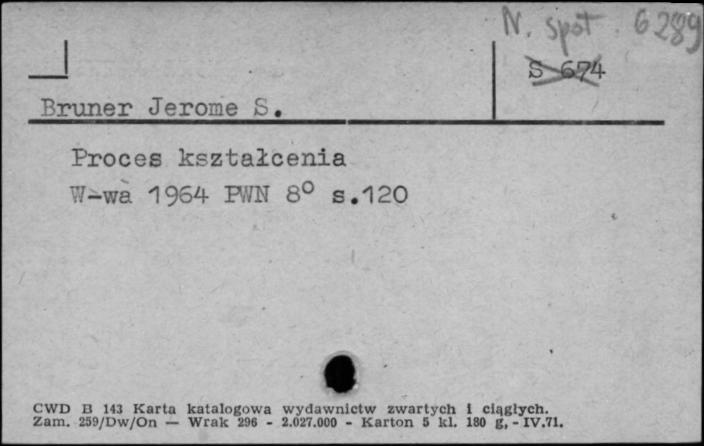 N. społ. 6289
S 674
Bruner Jerome S.
Proces kształcenia
W-wa 1964 PWN 8° s.120
CWD B 143 Karta katalogowa wydawnictw zwartych i ciągłych.
Zam. 259/Dw/On — Wrak 296 - 2.027.000 - Karton 5 kl. 180 g, - IV.71.